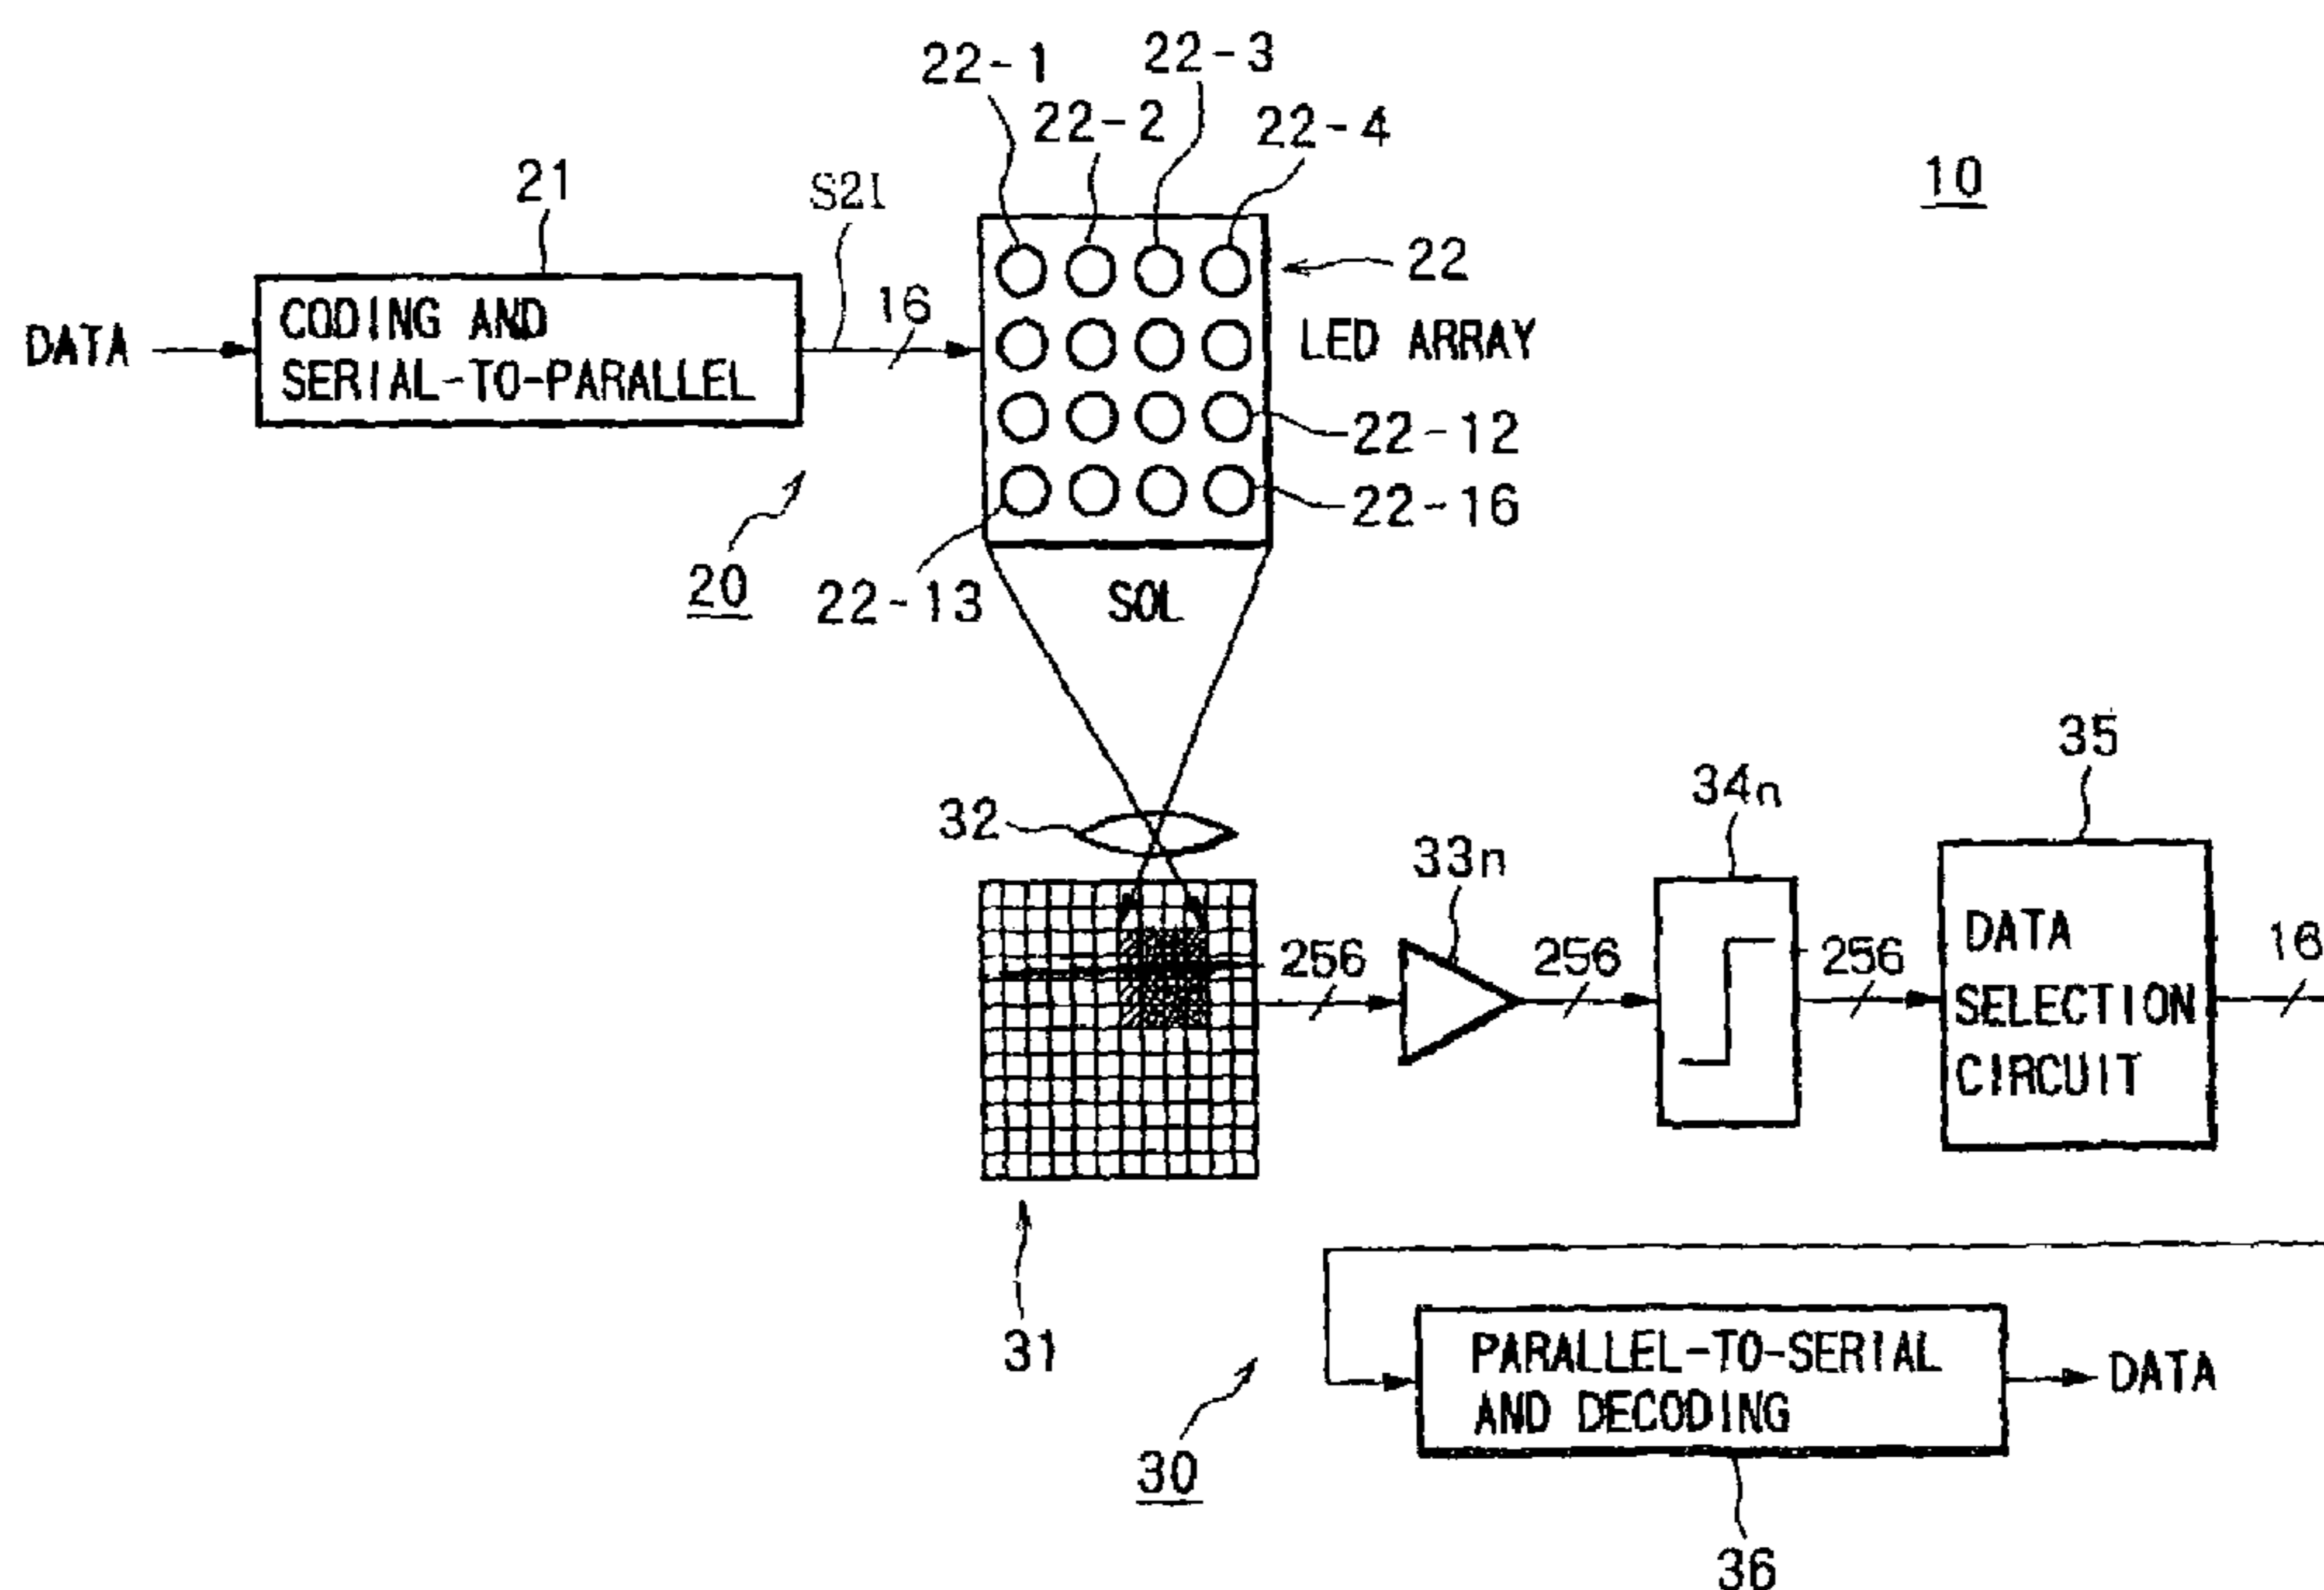 22-1
22-3
22-2
22-4
10
21
S21
22
16
DATA
CODING AND
SERIAL-TO-PARALLEL
LED ARRAY
22-12
22-16
20
22-13
SOL
35
34n
32
33n
256
256
256
16
DATA
SELECTION
CIRCUIT
31
30
PARALLEL-TO-SERIAL
AND DECODING
DATA
36